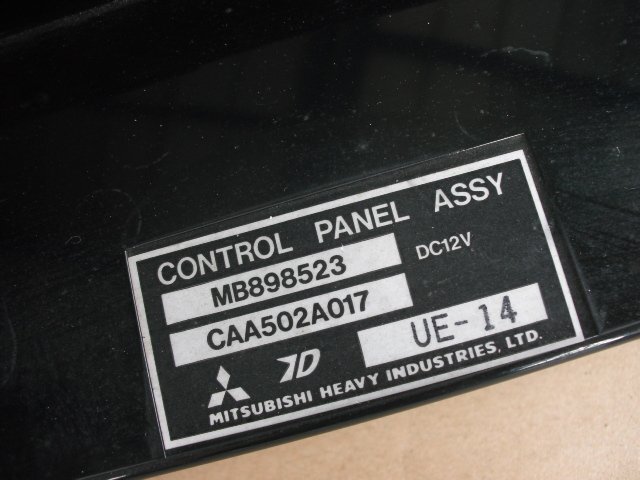 CONTROL PANEL ASSY
MB898523
DC12V
CAA502A017
UE-14
MITSUBISHI HEAVY INDUSTRIES, LTD.